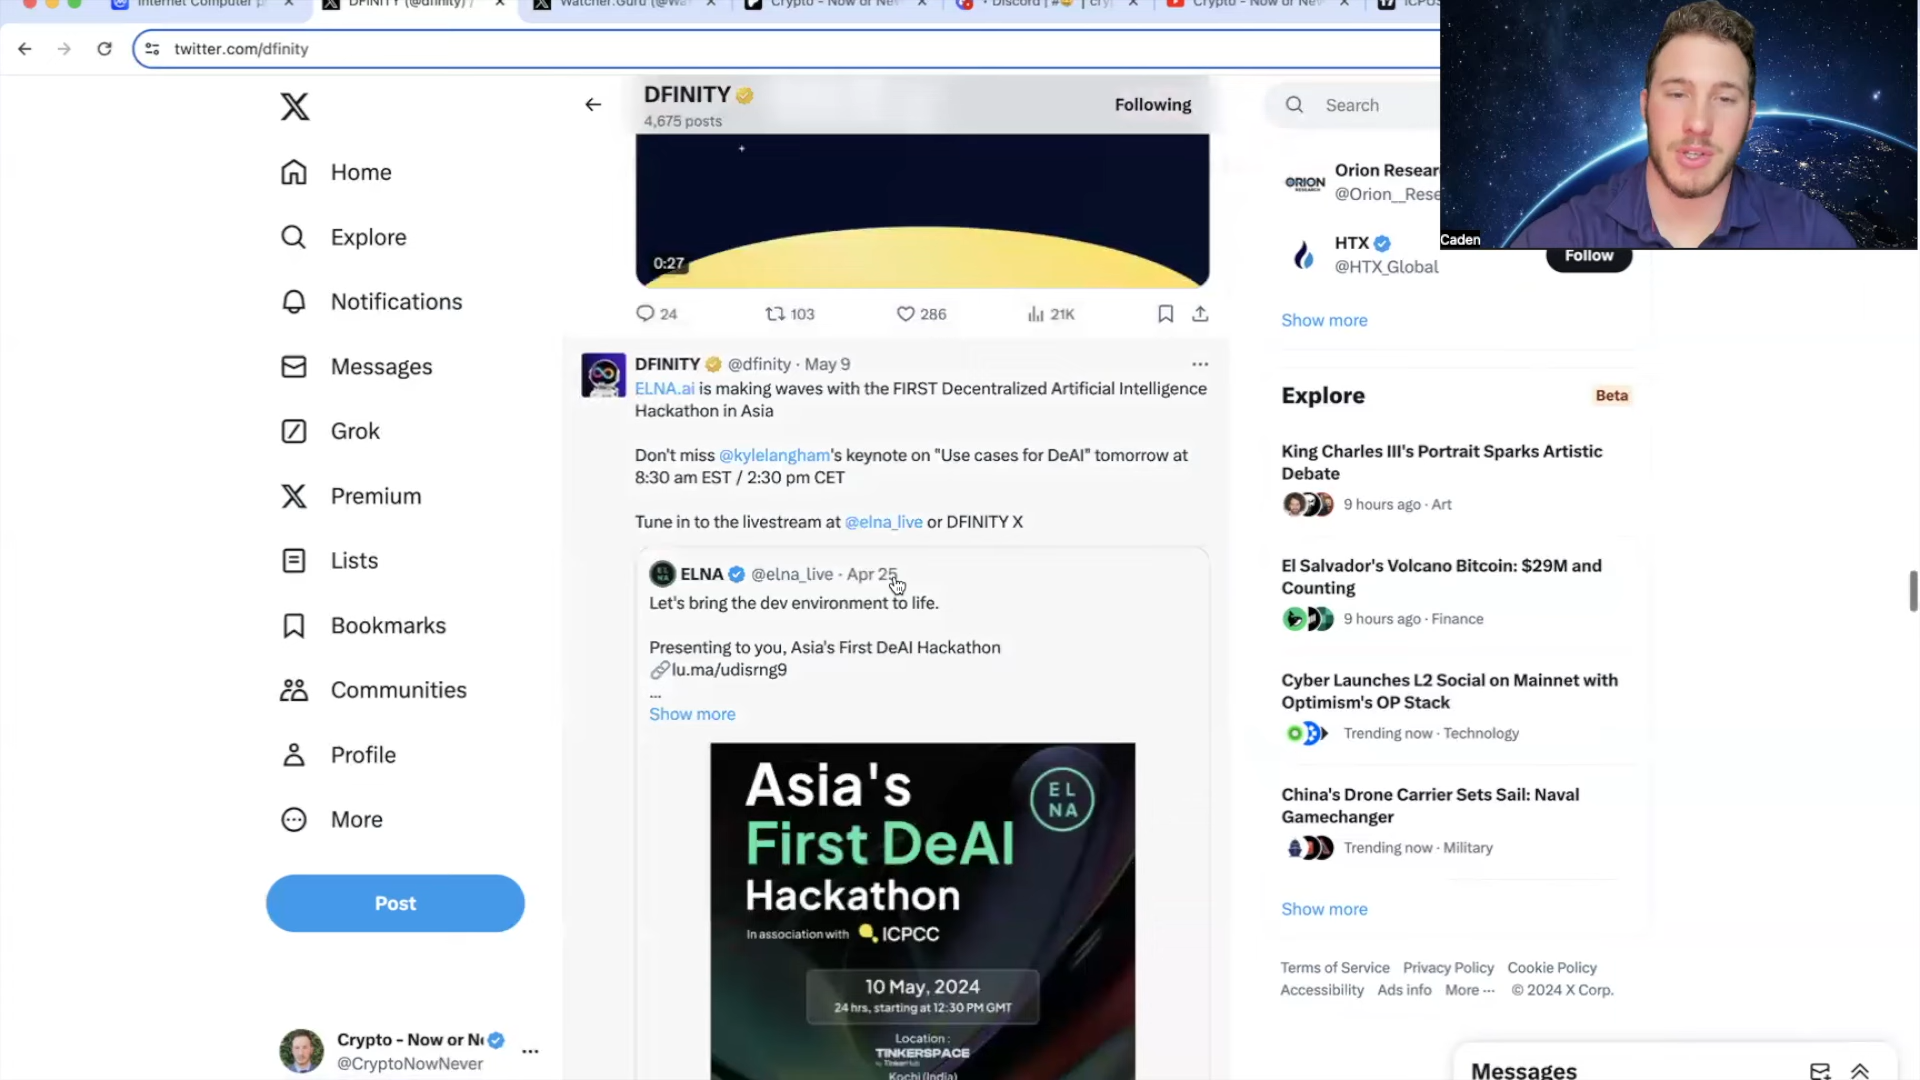 Internet Computer p
DFINITY (@dfinity) /
Watcher.Guru (@Wa
Crypto - Now or Ne
Discord | #
cry
Crypto - Now or Nev
twitter.com/dfinity
DFINITY
4,675 posts
Following
Search
Home
Explore
Notifications
Messages
Grok
Premium
Lists
Bookmarks
Communities
Profile
More
Post
Crypto - Now or Ne
@CryptoNowNever
0:27
24
103
286
21K
DFINITY @dfinity · May 9
ELNA.ai is making waves with the FIRST Decentralized Artificial Intelligence
Hackathon in Asia
Don't miss @kylelangham's keynote on "Use cases for DeAI" tomorrow at
8:30 am EST / 2:30 pm CET
Tune in to the livestream at @elna_live or DFINITY X
ELNA @elna_live · Apr 25
Let's bring the dev environment to life.
Presenting to you, Asia's First DeAI Hackathon
lu.ma/udisrng9
...
Show more
Asia's
First DeAI
Hackathon
EL
NA
In association with ICPCC
10 May, 2024
24 hrs, starting at 12:30 PM GMT
Location :
TINKERSPACE
Kochi (India)
Caden
ORION
Orion Resear
@Orion__Rese
HTX
@HTX_Global
Follow
Show more
Explore
Beta
King Charles III's Portrait Sparks Artistic
Debate
9 hours ago · Art
El Salvador's Volcano Bitcoin: $29M and
Counting
9 hours ago · Finance
Cyber Launches L2 Social on Mainnet with
Optimism's OP Stack
Trending now · Technology
China's Drone Carrier Sets Sail: Naval
Gamechanger
Trending now · Military
Show more
Terms of Service Privacy Policy Cookie Policy
Accessibility Ads info More ··· © 2024 X Corp.
Messages